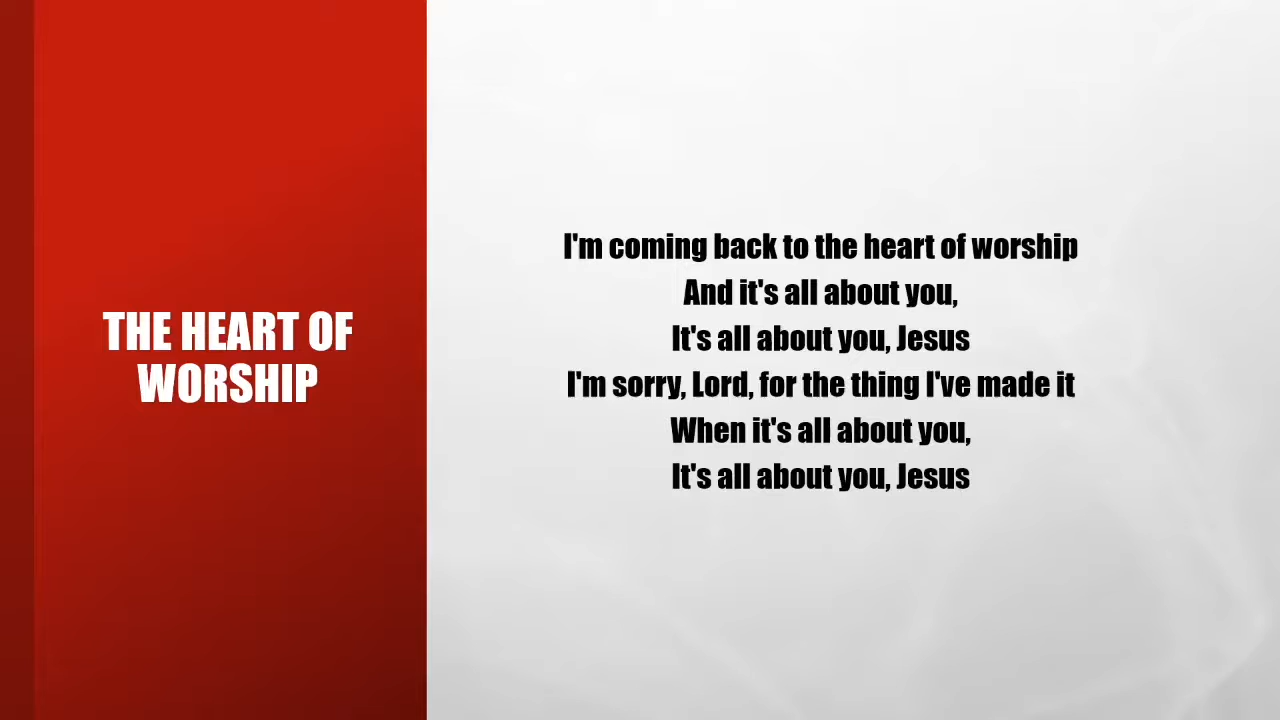 THE HEART OF
WORSHIP
I'm coming back to the heart of worship
And it's all about you,
It's all about you, Jesus
I'm sorry, Lord, for the thing I've made it
When it's all about you,
It's all about you, Jesus